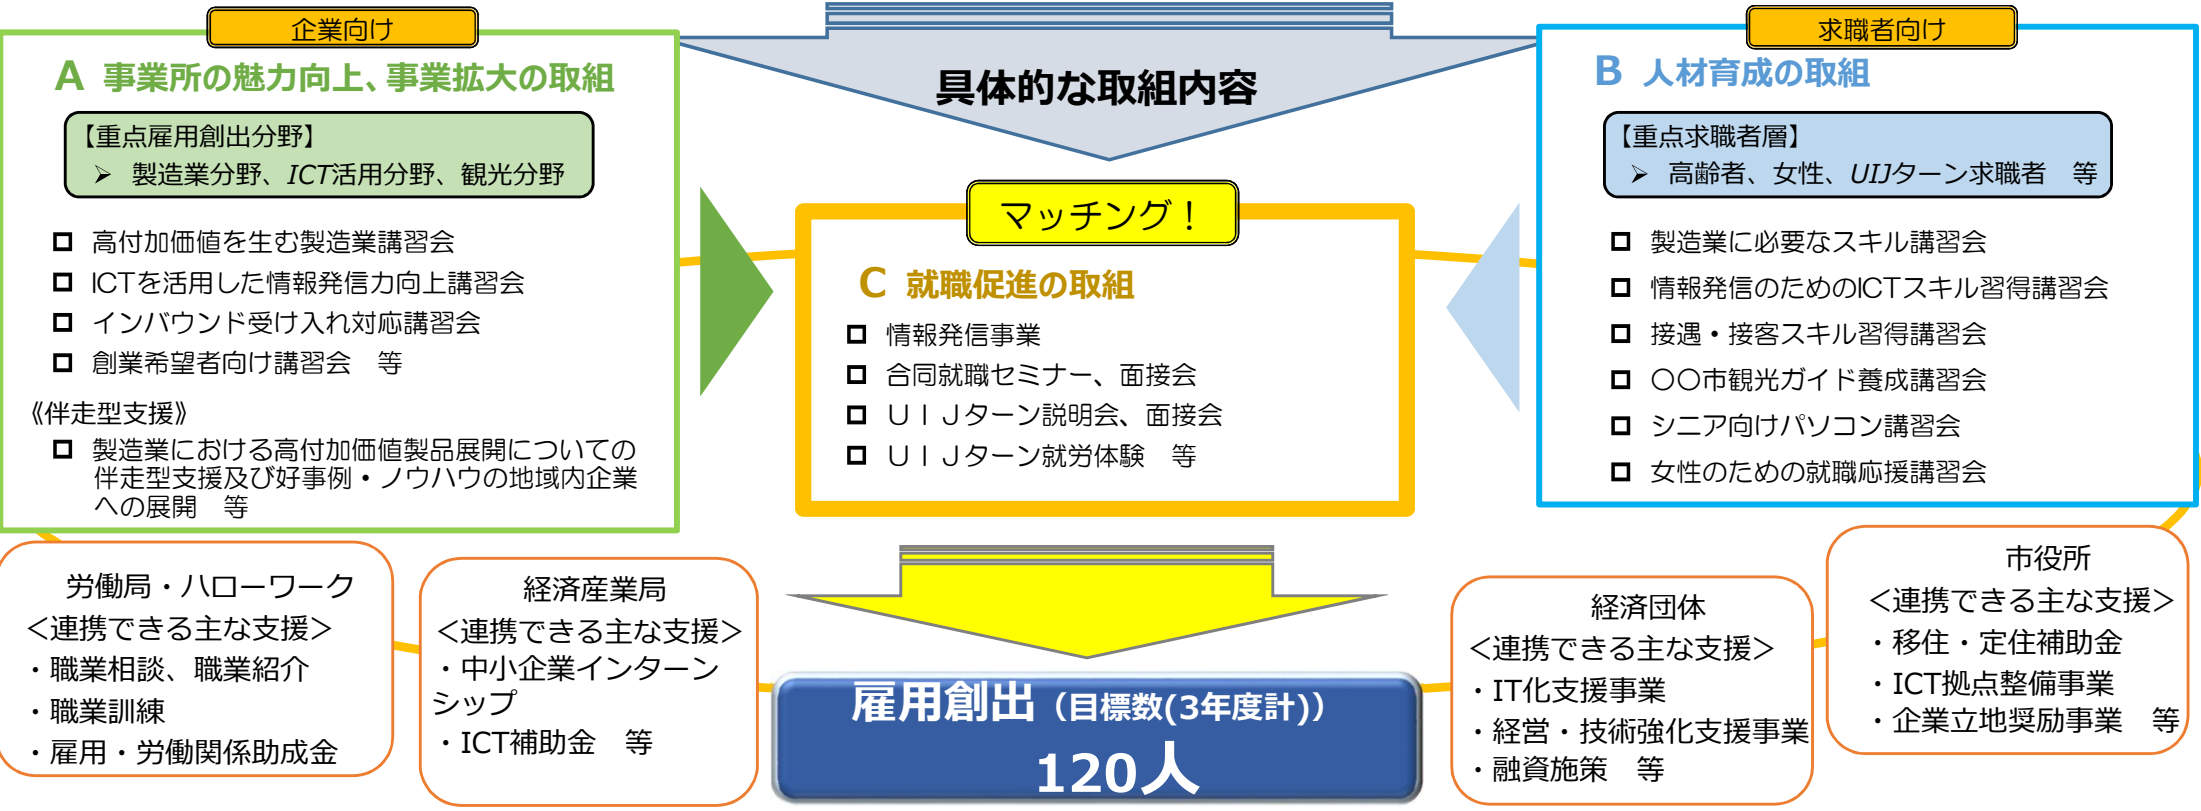 企業向け
A 事業所の魅力向上、事業拡大の取組
【重点雇用創出分野】
➢ 製造業分野、ICT活用分野、観光分野
□ 高付加価値を生む製造業講習会
□ ICTを活用した情報発信力向上講習会
□ インバウンド受け入れ対応講習会
□ 創業希望者向け講習会　等
《伴走型支援》
□ 製造業における高付加価値製品展開についての
伴走型支援及び好事例・ノウハウの地域内企業
への展開　等
具体的な取組内容
マッチング！
C 就職促進の取組
□ 情報発信事業
□ 合同就職セミナー、面接会
□ ＵＩＪターン説明会、面接会
□ ＵＩＪターン就労体験　等
求職者向け
B 人材育成の取組
【重点求職者層】
➢ 高齢者、女性、UIJターン求職者　等
□ 製造業に必要なスキル講習会
□ 情報発信のためのICTスキル習得講習会
□ 接遇・接客スキル習得講習会
□ 〇〇市観光ガイド養成講習会
□ シニア向けパソコン講習会
□ 女性のための就職応援講習会
労働局・ハローワーク
＜連携できる主な支援＞
・職業相談、職業紹介
・職業訓練
・雇用・労働関係助成金
経済産業局
＜連携できる主な支援＞
・中小企業インターン
シップ
・ICT補助金　等
雇用創出（目標数(3年度計)）
120人
経済団体
＜連携できる主な支援＞
・IT化支援事業
・経営・技術強化支援事業
・融資施策　等
市役所
＜連携できる主な支援＞
・移住・定住補助金
・ICT拠点整備事業
・企業立地奨励事業　等